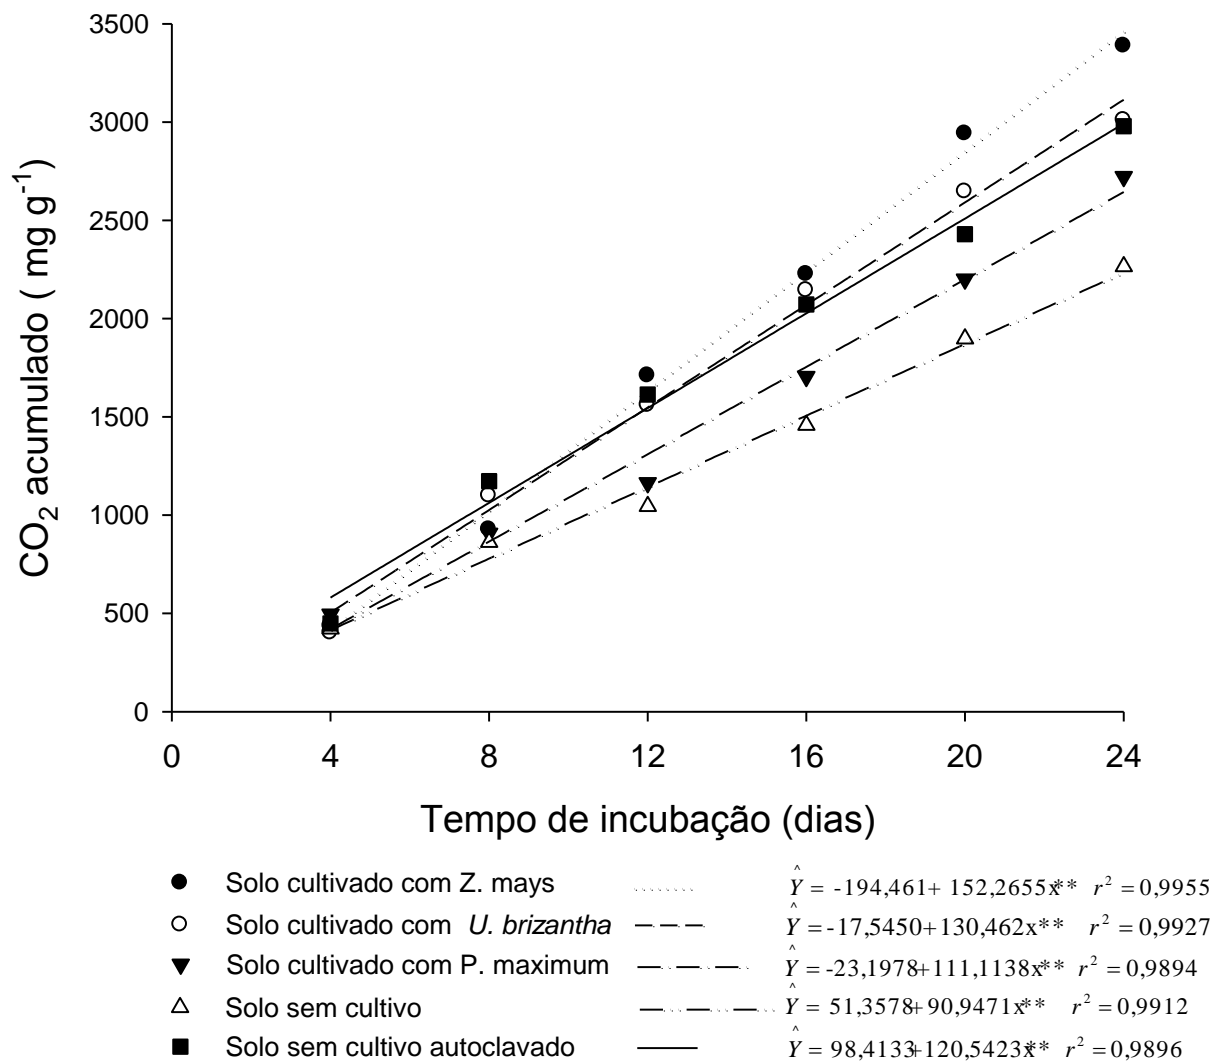 3500
3000
2500
2000
1500
1000
500
0
CO2 acumulado ( mg g-1)
0 4 8 12 16 20 24
Tempo de incubação (dias)
Solo cultivado com Z. mays Ŷ = -194,461+ 152,2655x** r² = 0,9955
Solo cultivado com U. brizantha Ŷ = -17,5450+130,462x** r² = 0,9927
Solo cultivado com P. maximum Ŷ = -23,1978+111,1138x** r² = 0,9894
Solo sem cultivo Ŷ = 51,3578+90,9471x** r² = 0,9912
Solo sem cultivo autoclavado Ŷ = 98,4133+120,5423x** r² = 0,9896